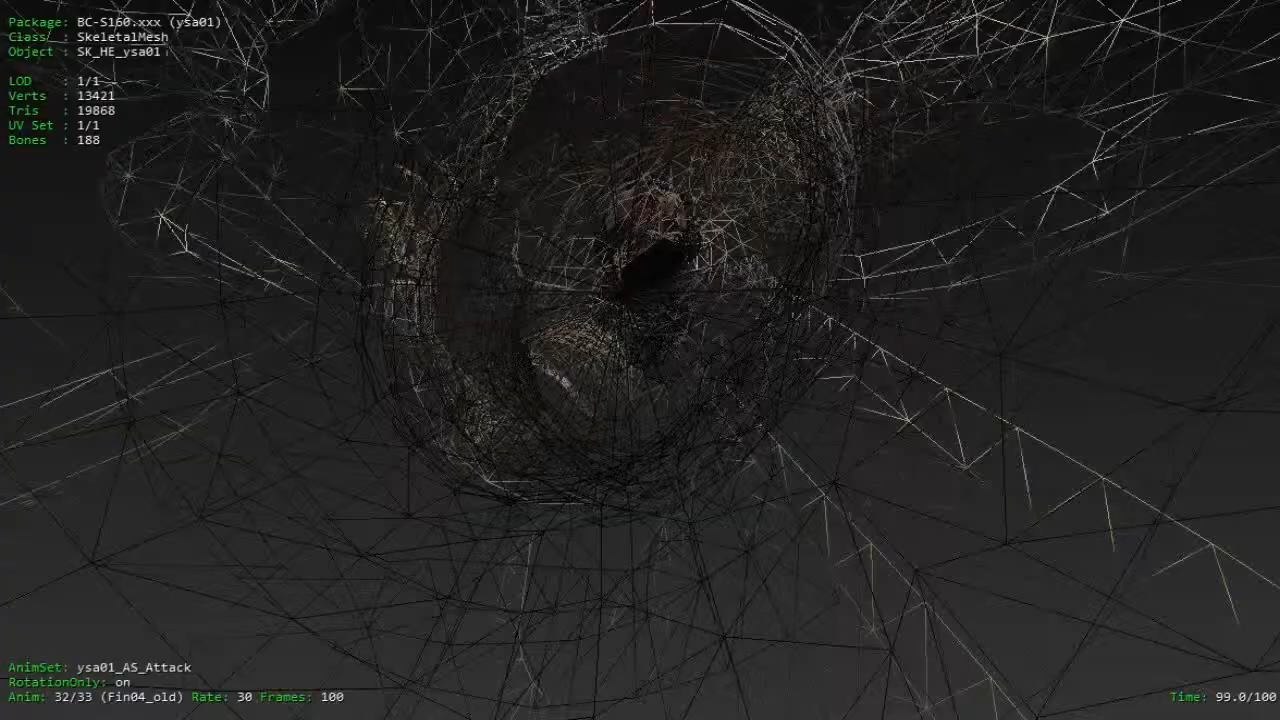 Package: BC-S160.xxx (ysa01)
Class : SkeletalMesh
Object : SK_HE_ysa01
LOD : 1/1
Verts : 13421
Tris : 19868
UV Set : 1/1
Bones : 188
AnimSet: ysa01_AS_Attack
RotationOnly: on
Anim: 32/33 (Fin04_old) Rate: 30 Frames: 100
Time: 99.0/100